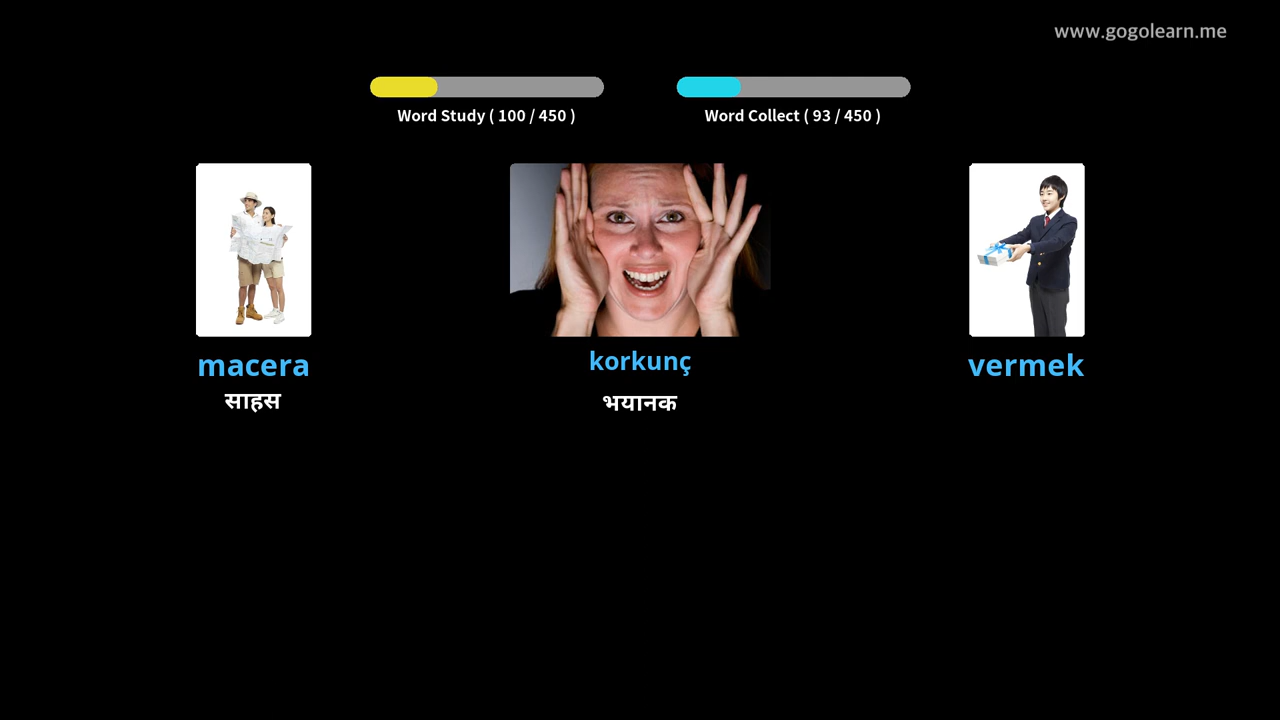 www.gogolearn.me
Word Study ( 100 / 450 )
Word Collect ( 93 / 450 )
macera
साहस
korkunç
भयानक
vermek